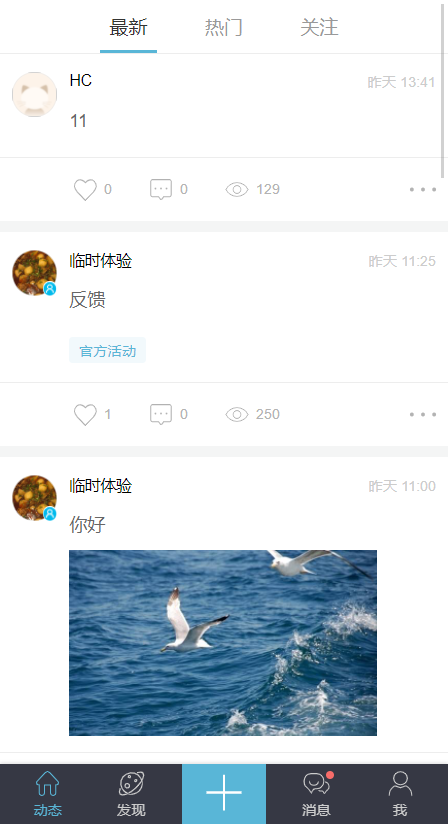 最新 热门 关注
HC 昨天 13:41
11
0 0 129
临时体验 昨天 11:25
反馈
官方活动
1 0 250
临时体验 昨天 11:00
你好
动态 发现 消息 我